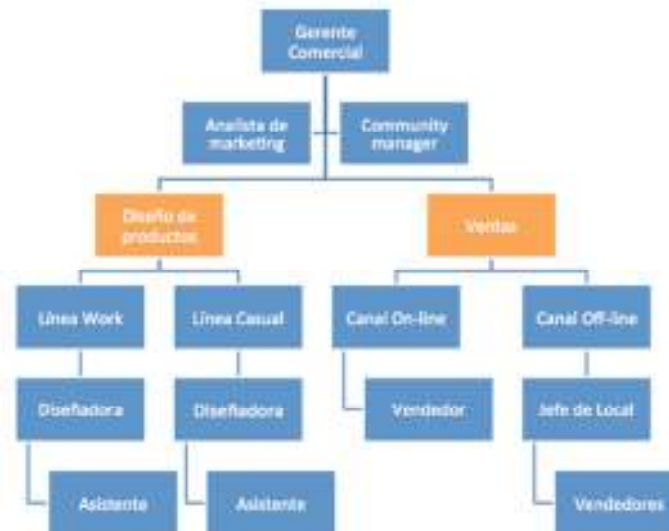 Gerente
Comercial
Analista de
marketing
Community
manager
Diseño de
productos
Ventas
Línea Work
Línea Casual
Canal On-line
Canal Off-line
Diseñadora
Diseñadora
Vendedor
Jefe de Local
Asistente
Asistente
Vendedores